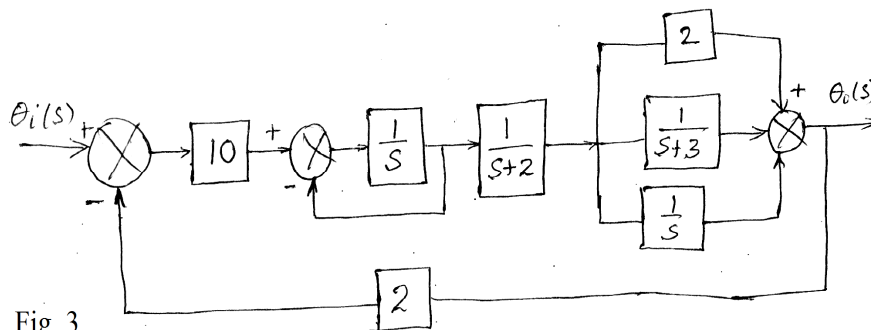 2
θi(s)
+
10
+
1/S
1/S+2
1/S+3
+
θo(s)
-
-
1/S
2
Fig. 3